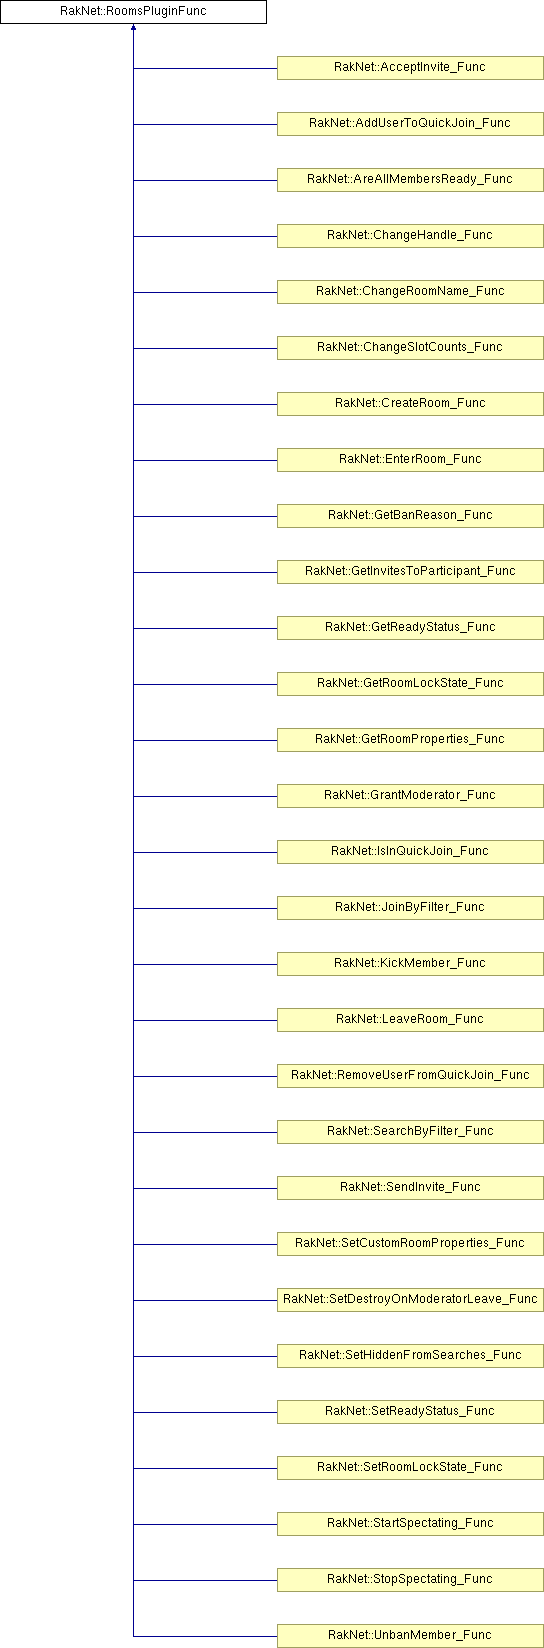 RakNet::RoomsPluginFunc
RakNet::AcceptInvite_Func
RakNet::AddUserToQuickJoin_Func
RakNet::AreAllMembersReady_Func
RakNet::ChangeHandle_Func
RakNet::ChangeRoomName_Func
RakNet::ChangeSlotCounts_Func
RakNet::CreateRoom_Func
RakNet::EnterRoom_Func
RakNet::GetBanReason_Func
RakNet::GetInvitesToParticipant_Func
RakNet::GetReadyStatus_Func
RakNet::GetRoomLockState_Func
RakNet::GetRoomProperties_Func
RakNet::GrantModerator_Func
RakNet::IsInQuickJoin_Func
RakNet::JoinByFilter_Func
RakNet::KickMember_Func
RakNet::LeaveRoom_Func
RakNet::RemoveUserFromQuickJoin_Func
RakNet::SearchByFilter_Func
RakNet::SendInvite_Func
RakNet::SetCustomRoomProperties_Func
RakNet::SetDestroyOnModeratorLeave_Func
RakNet::SetHiddenFromSearches_Func
RakNet::SetReadyStatus_Func
RakNet::SetRoomLockState_Func
RakNet::StartSpectating_Func
RakNet::StopSpectating_Func
RakNet::UnbanMember_Func